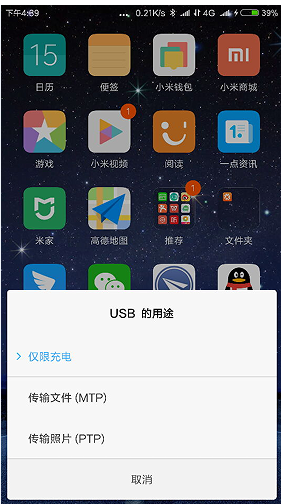 下午4:39 ... 0.21K/s 4G 39%
15
日历 便签 小米钱包 小米商城
1
游戏 小米视频 阅读 一点资讯
1
米家 高德地图 推荐 文件夹
USB 的用途
仅限充电
传输文件 (MTP)
传输照片 (PTP)
取消